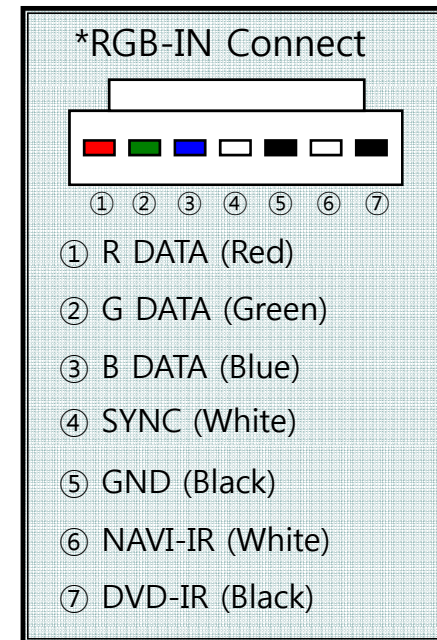 *RGB-IN Connect
① ② ③ ④ ⑤ ⑥ ⑦
① R DATA (Red)
② G DATA (Green)
③ B DATA (Blue)
④ SYNC (White)
⑤ GND (Black)
⑥ NAVI-IR (White)
⑦ DVD-IR (Black)